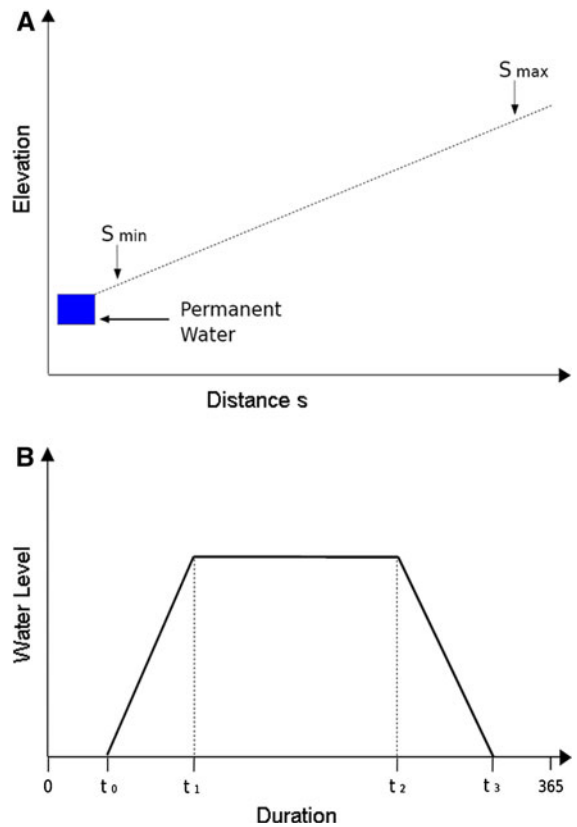 A
Elevation
S max
S min
Permanent
Water
Distance s
B
Water Level
0 t 0 t 1 t 2 t 3 365
Duration